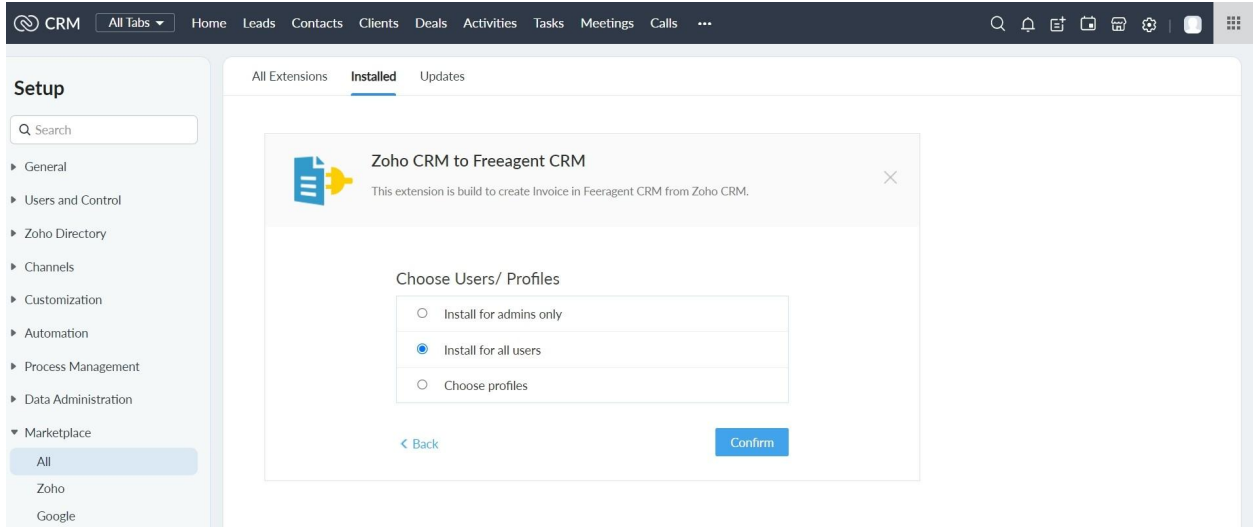 CRM All Tabs Home Leads Contacts Clients Deals Activities Tasks Meetings Calls ...
Setup
Search
General
Users and Control
Zoho Directory
Channels
Customization
Automation
Process Management
Data Administration
Marketplace
All
Zoho
Google
All Extensions Installed Updates
Zoho CRM to Freeagent CRM
This extension is build to create Invoice in Feeragent CRM from Zoho CRM.
Choose Users/ Profiles
Install for admins only
Install for all users
Choose profiles
Back Confirm